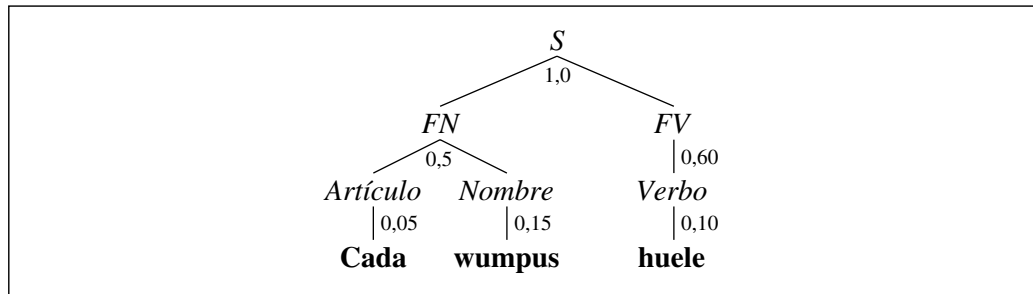 S
1,0
FN FV
0,5 0,60
Artículo Nombre Verbo
0,05 0,15 0,10
Cada wumpus huele